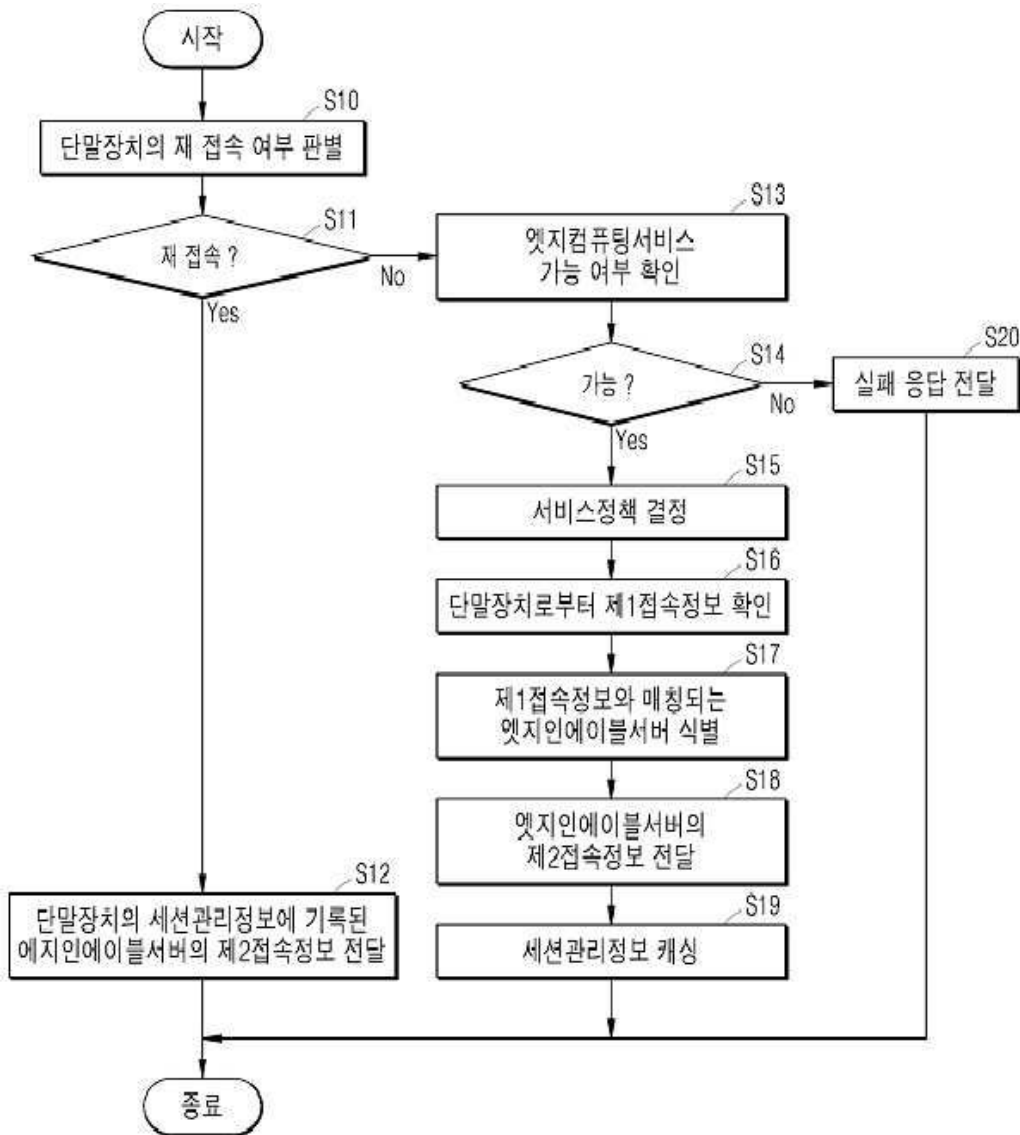 시작
S10
단말장치의 재 접속 여부 판별
S11
재 접속 ?
No
Yes
S13
엣지컴퓨팅서비스
가능 여부 확인
S14
가능 ?
No
Yes
S20
실패 응답 전달
S15
서비스정책 결정
S16
단말장치로부터 제1접속정보 확인
S17
제1접속정보와 매칭되는
엣지인에이블서버 식별
S18
엣지인에이블서버의
제2접속정보 전달
S12
단말장치의 세션관리정보에 기록된
에지인에이블서버의 제2접속정보 전달
S19
세션관리정보 캐싱
종료